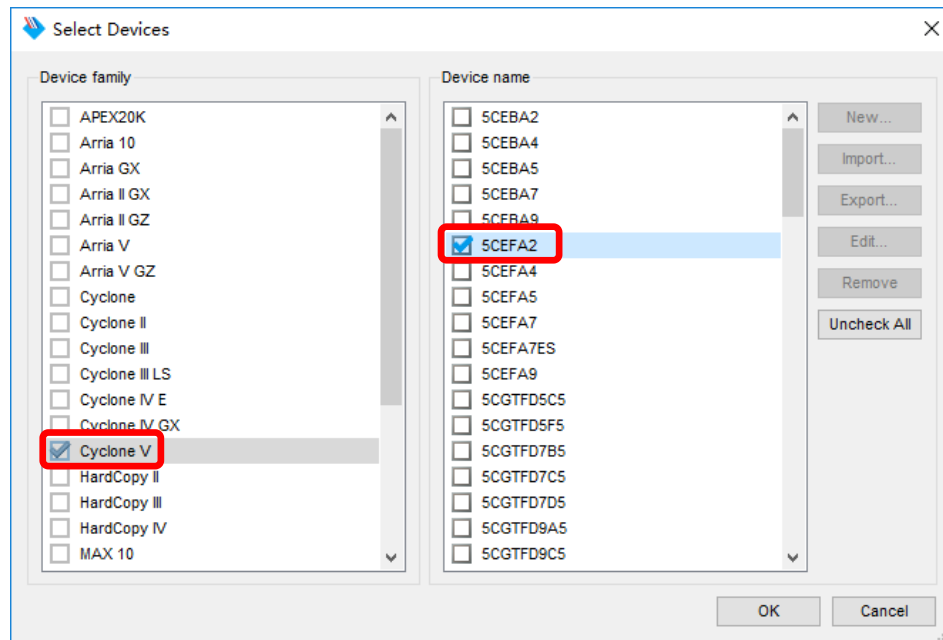 Select Devices
Device family
APEX20K
Arria 10
Arria GX
Arria II GX
Arria II GZ
Arria V
Arria V GZ
Cyclone
Cyclone II
Cyclone III
Cyclone III LS
Cyclone IV E
Cyclone IV GX
Cyclone V
HardCopy II
HardCopy III
HardCopy IV
MAX 10
Device name
5CEBA2
5CEBA4
5CEBA5
5CEBA7
5CEBA9
5CEFA2
5CEFA4
5CEFA5
5CEFA7
5CEFA7ES
5CEFA9
5CGTFD5C5
5CGTFD5F5
5CGTFD7B5
5CGTFD7C5
5CGTFD7D5
5CGTFD9A5
5CGTFD9C5
New...
Import...
Export...
Edit...
Remove
Uncheck All
OK
Cancel